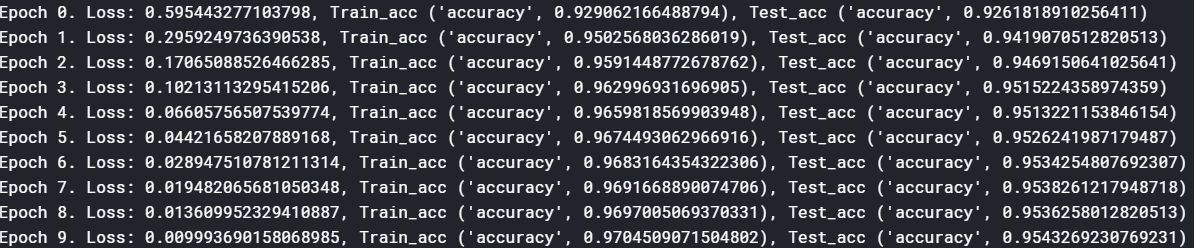 Epoch 0. Loss: 0.595443277103798, Train_acc ('accuracy', 0.929062166488794), Test_acc 0.9261818910256411)
Epoch 1. Loss: 0.2959249736390538, Train_acc ('accuracy', 0.9502568036286019), Test_acc 0.9419070512820513)
Epoch 2. Loss: 0.17065088526466285, Train_acc ('accuracy', 0.9591448772678762), Test_acc ('accuracy', 0.9469150641025641)
Epoch 3. Loss: 0.10213113295415206, Train_acc ('accuracy', 0.962996931696905), Test_acc ('accuracy', 0.9515224358974359)
Epoch 4. Loss: 0.06605756507539774, Train_acc ('accuracy', 0.9659818569903948), Test_acc ('accuracy', 0.9513221153846154)
Epoch 5. Loss: 0.04421658207889168, Train_acc ('accuracy', 0.9674493062966916), Test_acc ('accuracy', 0.9526241987179487)
Epoch 6. Loss: 0.028947510781211314, Train_acc ('accuracy', 0.9683164354322306), Test_acc ('accuracy', 0.9534254807692307)
Epoch 7. Loss: 0.019482065681050348, Train_acc ('accuracy', 0.9691668890074706), Test_acc ('accuracy', 0.9538261217948718)
Epoch 8. Loss: 0.013609952329410887, Train_acc ('accuracy', 0.9697005069370331), Test_acc ('accuracy', 0.9536258012820513)
Epoch 9. Loss: 0.009993690158068985, Train_acc ('accuracy', 0.9704509071504802), Test_acc ('accuracy', 0.9543269230769231)